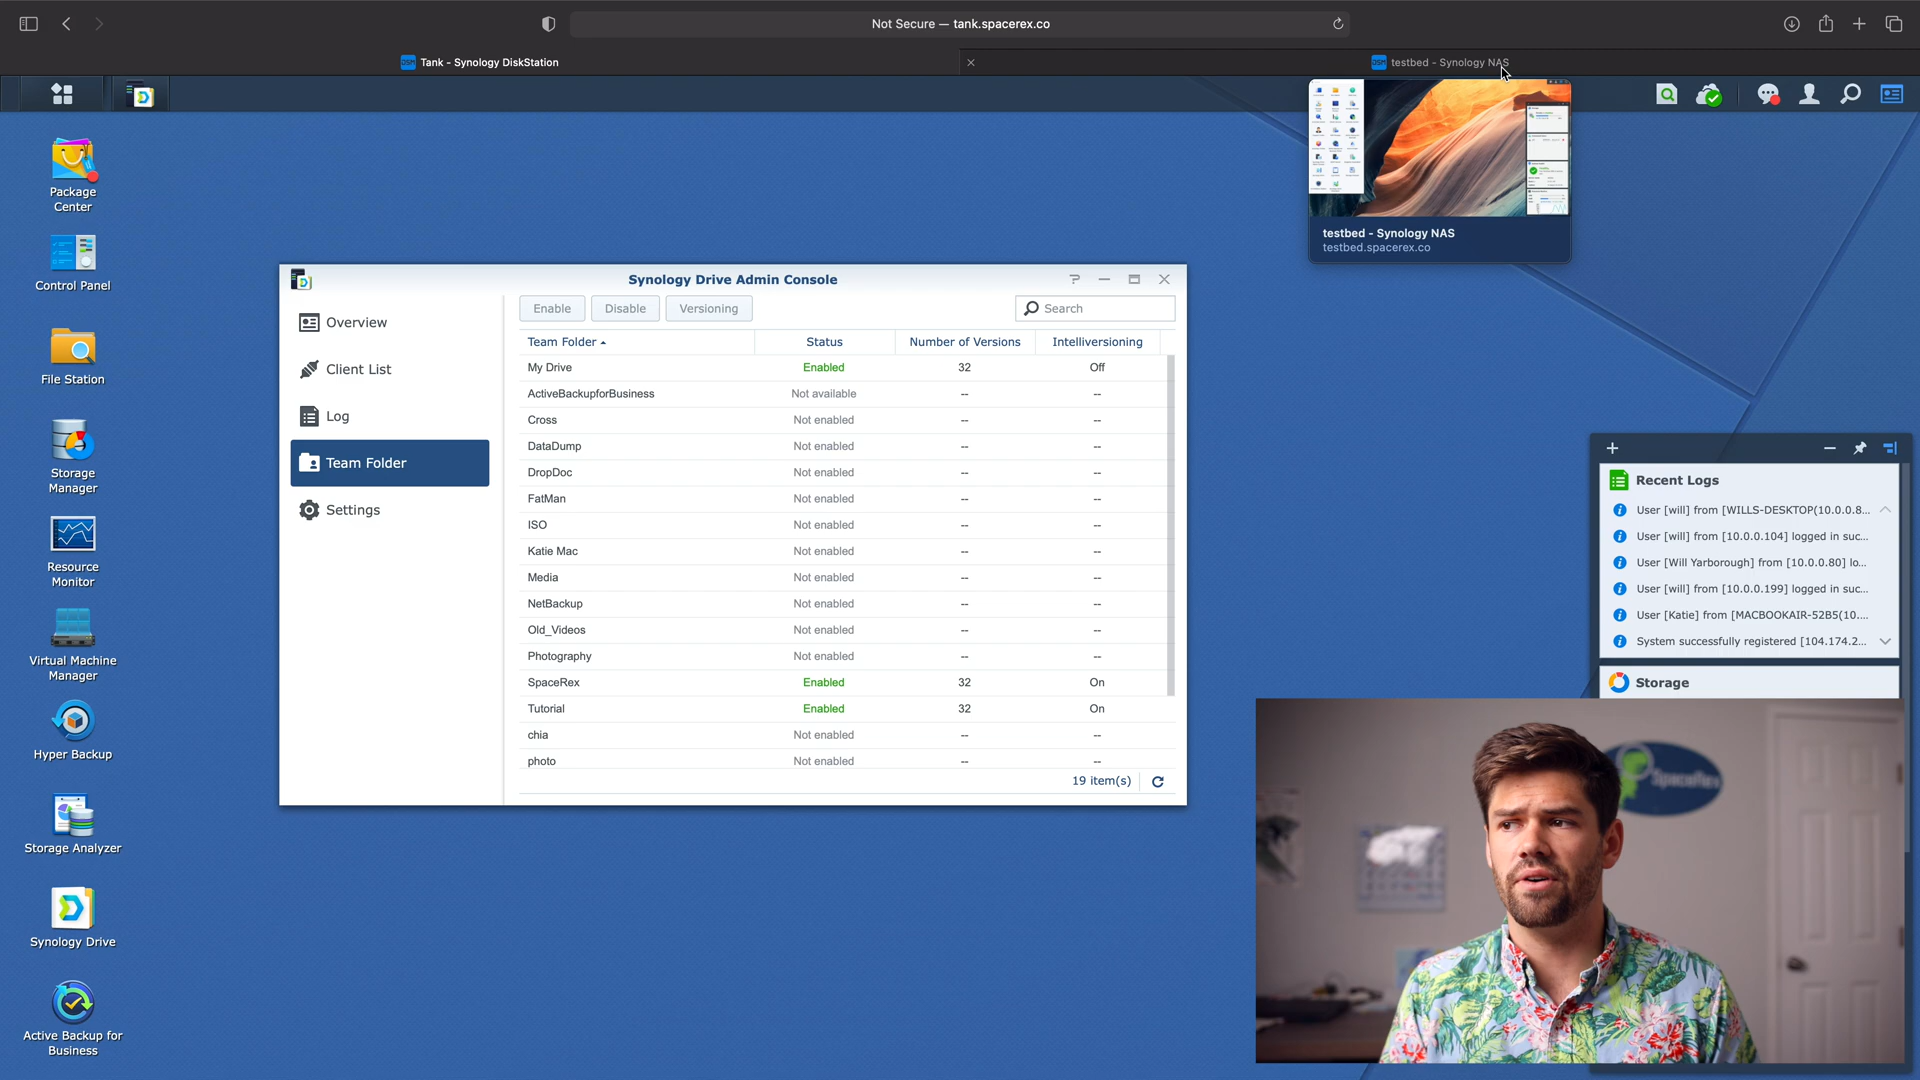 Not Secure — tank.spacerex.co
Tank - Synology DiskStation
testbed - Synology NAS
testbed - Synology NAS
testbed.spacerex.co
Package
Center
Control Panel
File Station
Storage
Manager
Resource
Monitor
Virtual Machine
Manager
Hyper Backup
Storage Analyzer
Synology Drive
Active Backup for
Business
Synology Drive Admin Console
Overview
Client List
Log
Team Folder
Settings
Enable Disable Versioning Search
Team Folder Status Number of Versions Intelliversioning
My Drive Enabled 32 Off
ActiveBackupforBusiness Not available -- --
Cross Not enabled -- --
DataDump Not enabled -- --
DropDoc Not enabled -- --
FatMan Not enabled -- --
ISO Not enabled -- --
Katie Mac Not enabled -- --
Media Not enabled -- --
NetBackup Not enabled -- --
Old_Videos Not enabled -- --
Photography Not enabled -- --
SpaceRex Enabled 32 On
Tutorial Enabled 32 On
chia Not enabled -- --
photo Not enabled -- --
19 item(s)
Recent Logs
User [will] from [WILLS-DESKTOP(10.0.0.8...
User [will] from [10.0.0.104] logged in suc...
User [Will Yarborough] from [10.0.0.80] lo...
User [will] from [10.0.0.199] logged in suc...
User [Katie] from [MACBOOKAIR-52B5(10....
System successfully registered [104.174.2...
Storage
SpaceRex